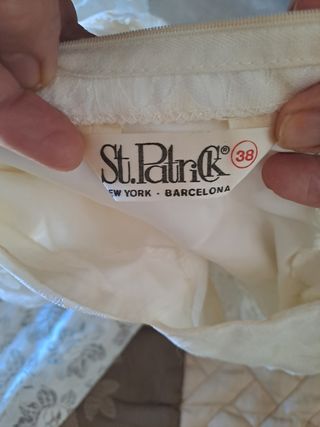 St.Patrick® 38
NEW YORK · BARCELONA